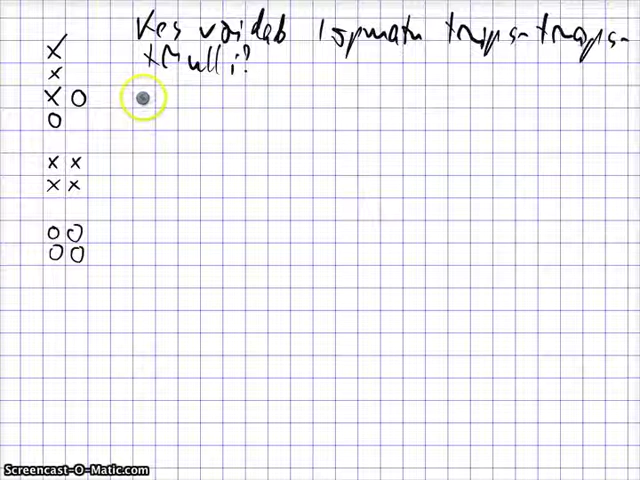 Kes võidab lõpmatu trips-traps-
trulli?
X
X
X O
O
X X
X X
O O
O O
Screencast-O-Matic.com